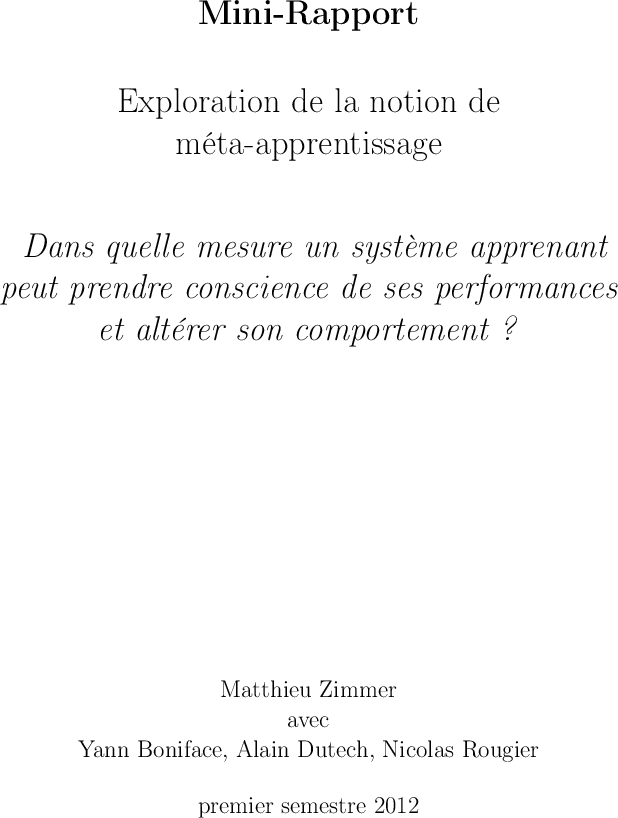 Mini-Rapport
Exploration de la notion de
méta-apprentissage
Dans quelle mesure un système apprenant
peut prendre conscience de ses performances
et altérer son comportement ?
Matthieu Zimmer
avec
Yann Boniface, Alain Dutech, Nicolas Rougier
premier semestre 2012